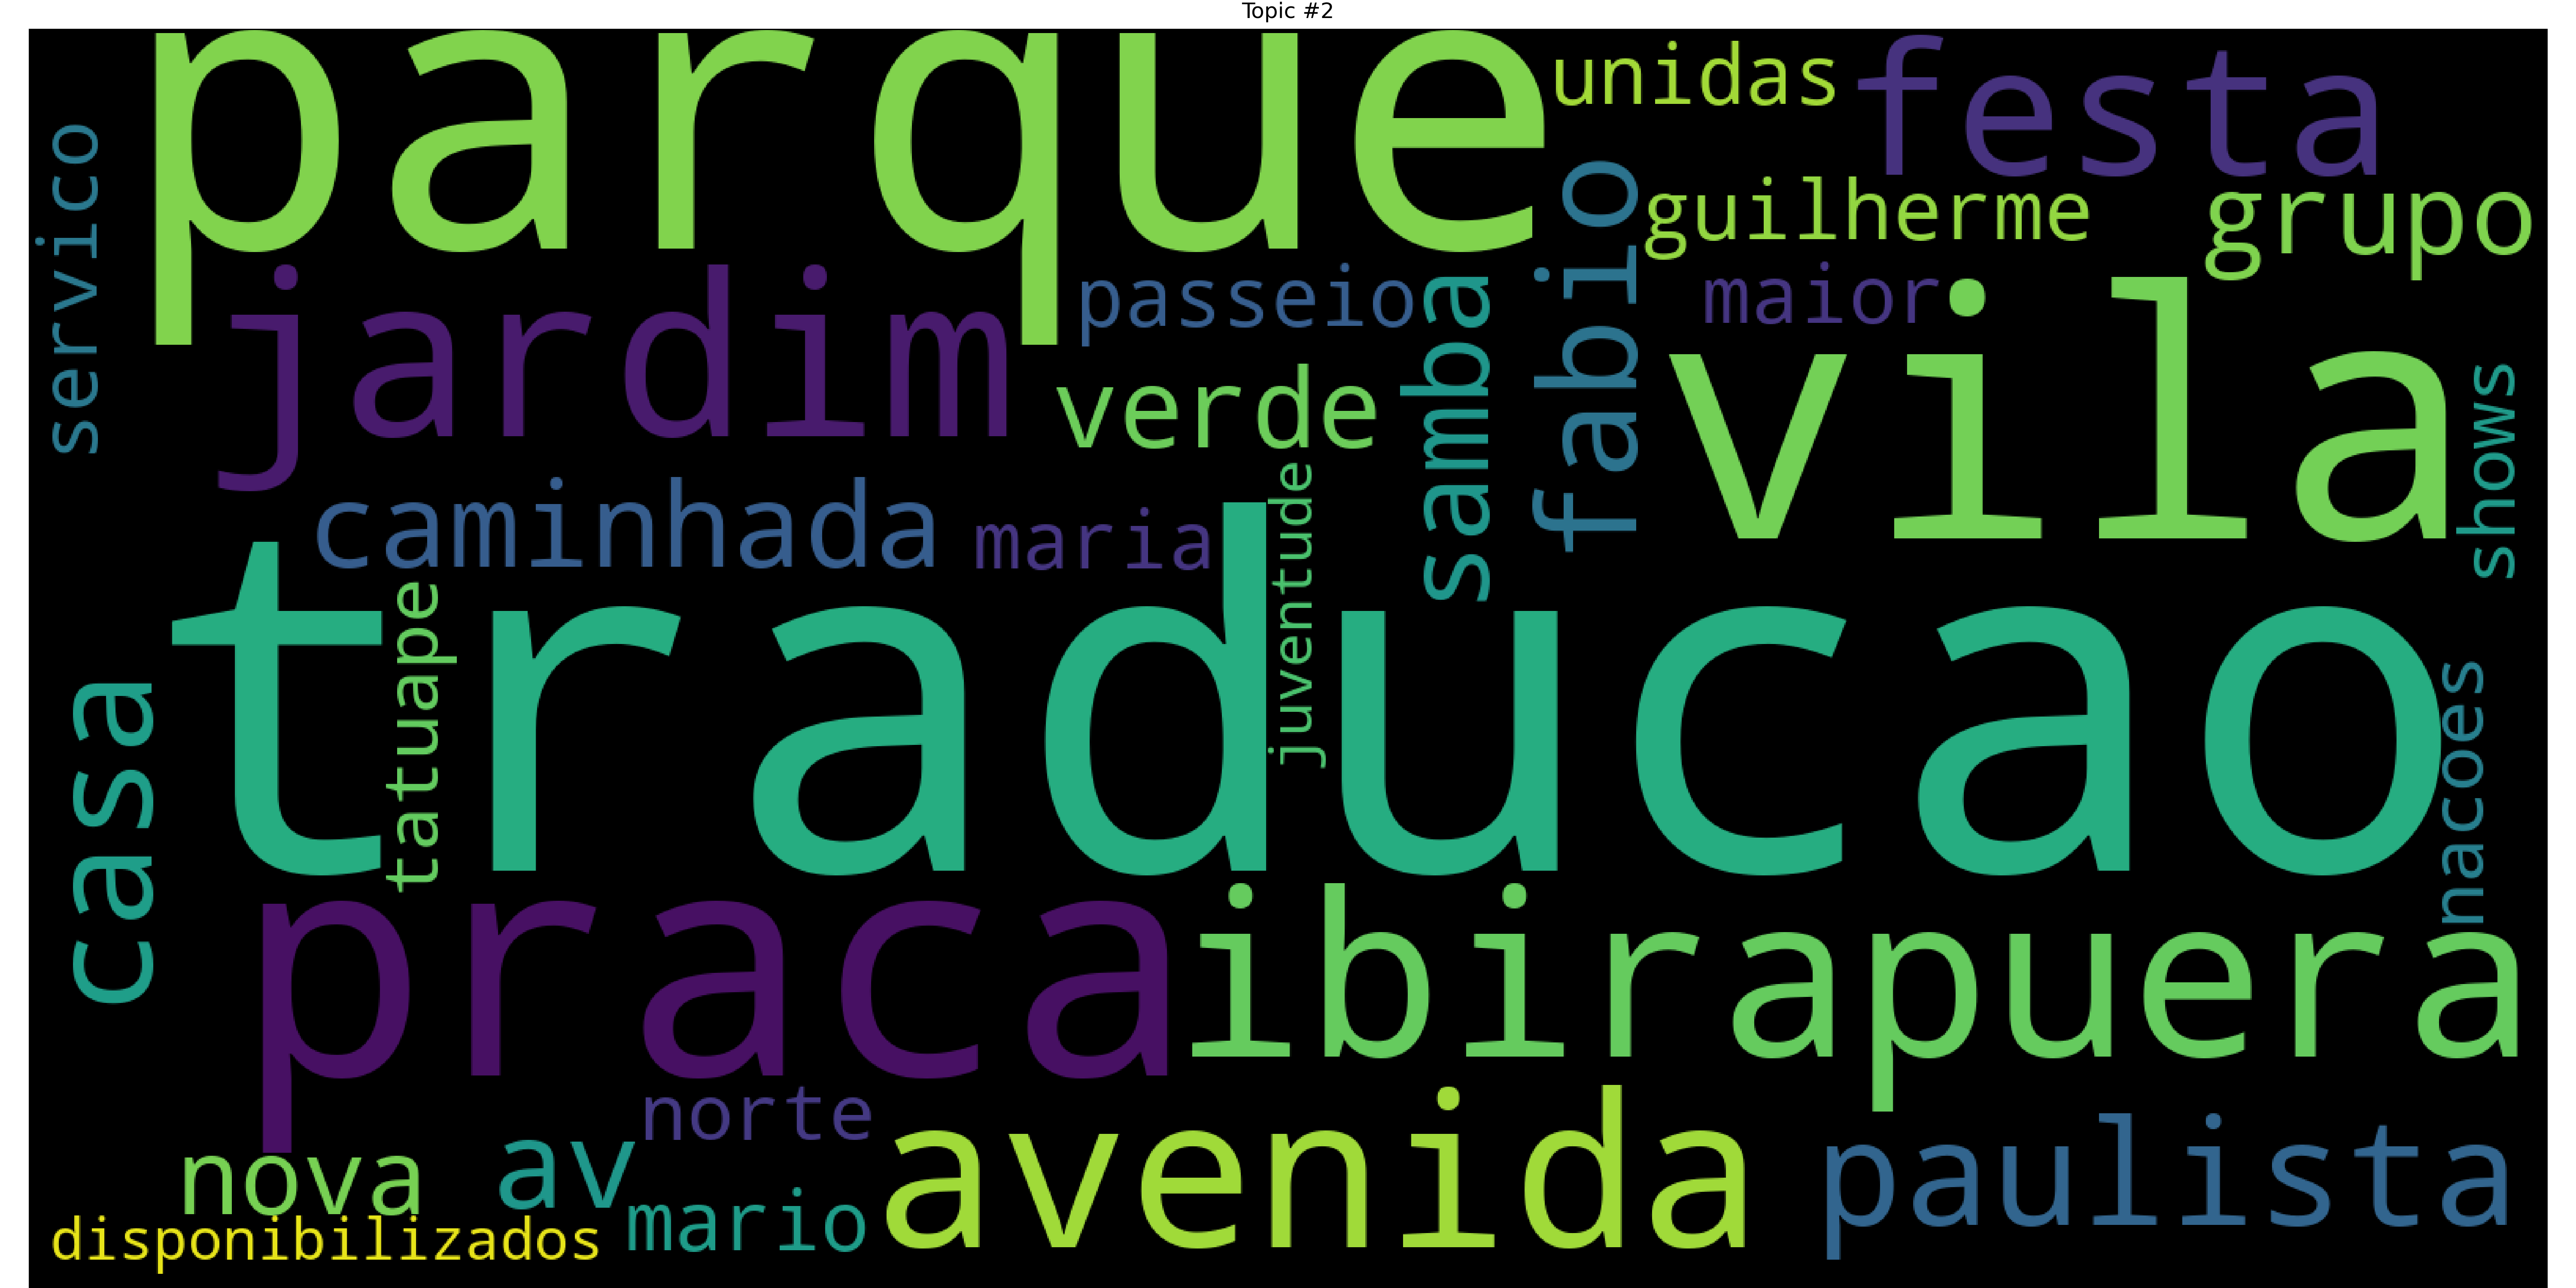 Topic #2
parque
unidas
festa
servico
fabio
guilherme
grupo
jardim
passeio
samba
maior
vila
verde
shows
caminhada
maria
juventude
traducao
tattuape
casa
nacoes
praca
ibirapuera
norte
avenida
paulista
nova
av
mario
disponibilizados